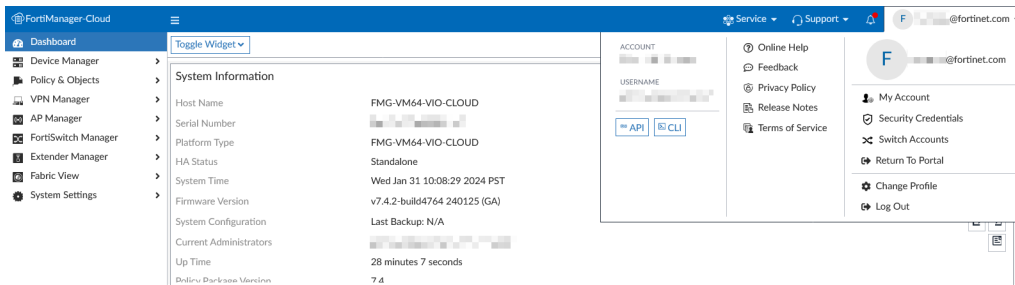 FortiManager-Cloud
Service
Support
F
@fortinet.com
Dashboard
Device Manager
Policy & Objects
VPN Manager
AP Manager
FortiSwitch Manager
Extender Manager
Fabric View
System Settings
Toggle Widget
System Information
Host Name FMG-VM64-VIO-CLOUD
Serial Number
Platform Type FMG-VM64-VIO-CLOUD
HA Status Standalone
System Time Wed Jan 31 10:08:29 2024 PST
Firmware Version v7.4.2-build4764 240125 (GA)
System Configuration Last Backup: N/A
Current Administrators
Up Time 28 minutes 7 seconds
Policy Package Version 7.4
ACCOUNT
USERNAME
API
CLI
Online Help
Feedback
Privacy Policy
Release Notes
Terms of Service
F
@fortinet.com
My Account
Security Credentials
Switch Accounts
Return To Portal
Change Profile
Log Out